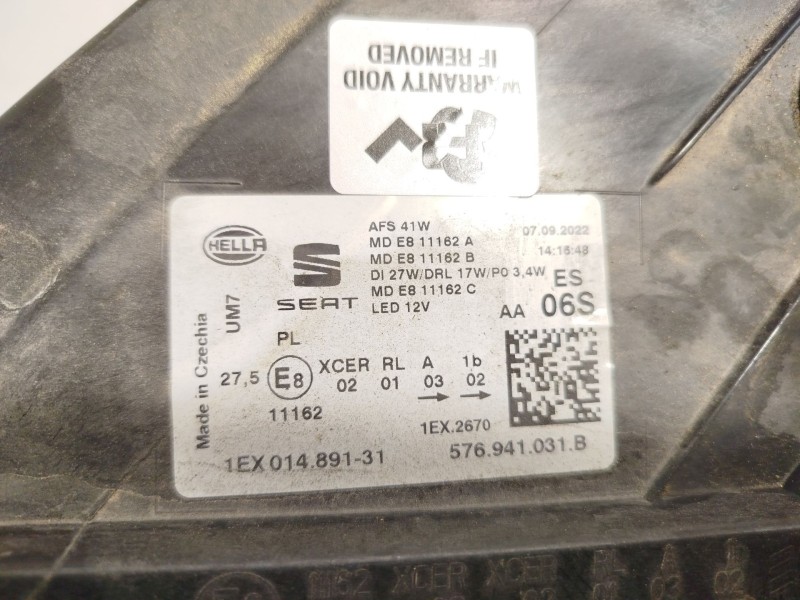 WARRANTY VOID
IF REMOVED
HELLA
SEAT
AFS 41W
MD E8 11162 A
MD E8 11162 B
DI 27W/DRL 17W/PO 3,4W
MD E8 11162 C
LED 12V
07.09.2022
14:16:48
ES
AA 06S
Made in Czechia
UM7
PL
27,5 E8 XCER RL A 1b
02 01 03 02
11162
1EX.2670
1EX 014.891-31
576.941.031.B
XCER XCER RL A